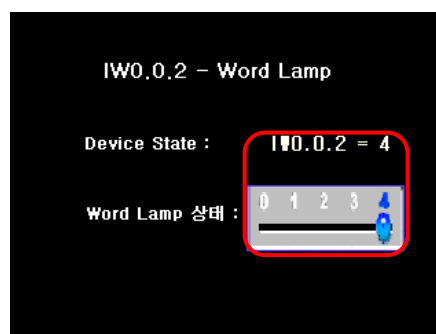 IW0.0.2 - Word Lamp
Device State : IW0.0.2 = 4
Word Lamp 상태 : 0 1 2 3 4